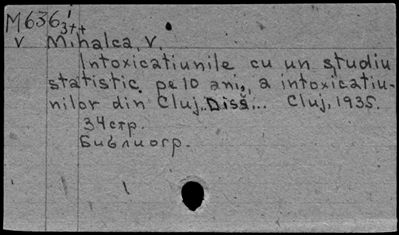 M636
v Mihalca, V.
Intoxicatiunile cu un studiu
statistic pe 10 ani, a intoxicatiu-
nilor din Cluj. Diss... Cluj, 1935.
34 стр.
Библиогр.